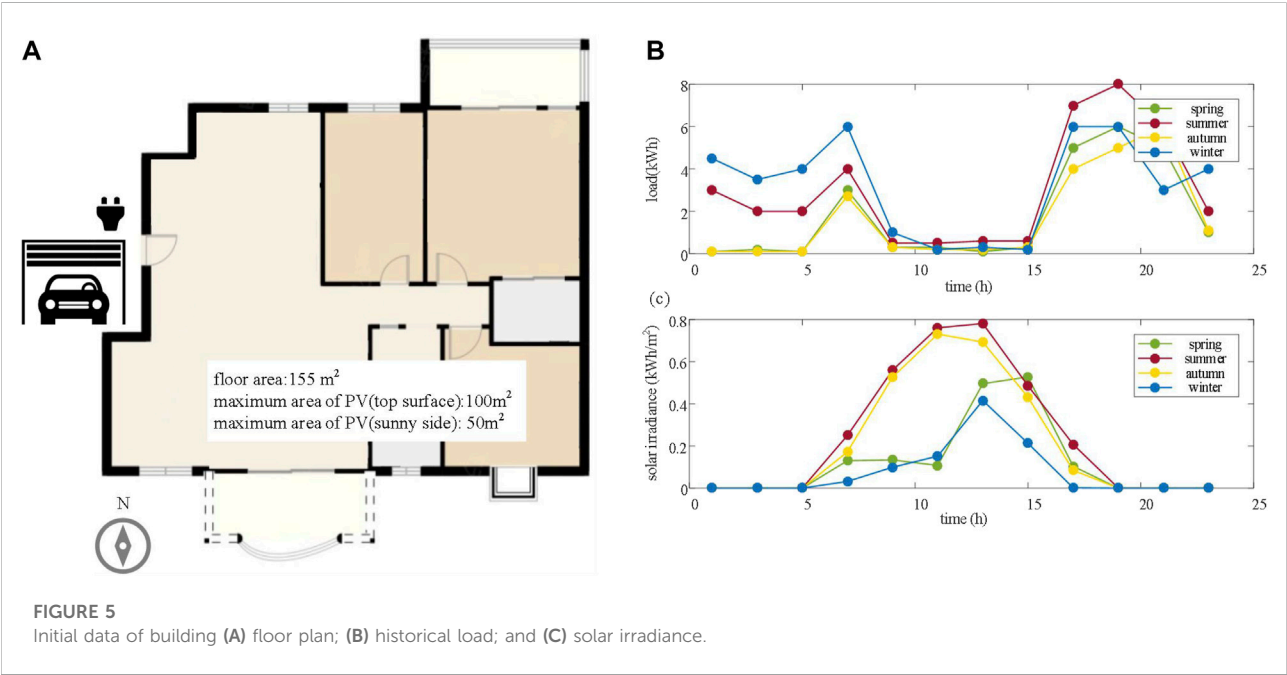 A
floor area:155 m²
maximum area of PV(top surface):100m²
maximum area of PV(sunny side): 50m²
N
B
load(kWh)
8
6
4
2
0
5
10
15
20
25
time (h)
spring
summer
autumn
winter
(c)
solar irradiance (kWh/m²)
0.8
0.6
0.4
0.2
0
0
5
10
15
20
25
time (h)
spring
summer
autumn
winter
FIGURE 5
Initial data of building (A) floor plan; (B) historical load; and (C) solar irradiance.